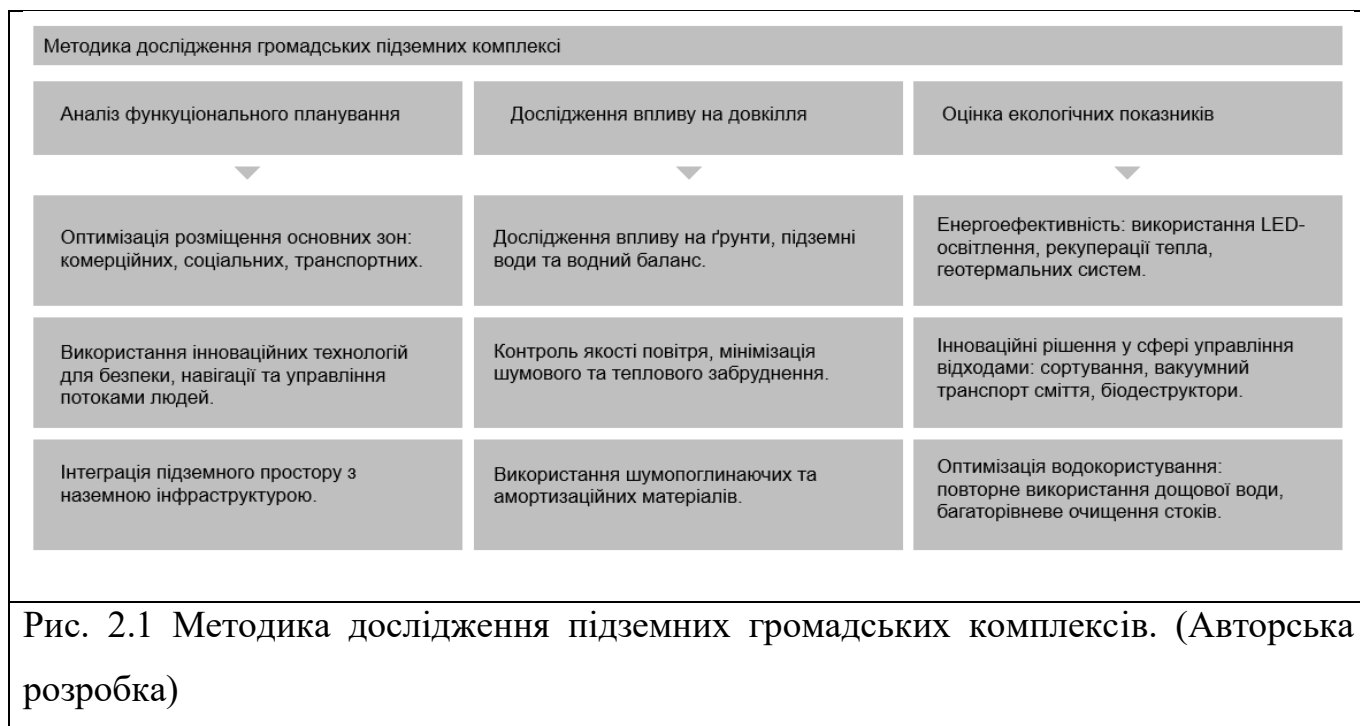 Методика дослідження громадських підземних комплексі
Аналіз функуціонального планування
Дослідження впливу на довкілля
Оцінка екологічних показників
Оптимізація розміщення основних зон:
комерційних, соціальних, транспортних.
Дослідження впливу на ґрунти, підземні
води та водний баланс.
Енергоефективність: використання LED-
освітлення, рекуперації тепла,
геотермальних систем.
Використання інноваційних технологій
для безпеки, навігації та управління
потоками людей.
Контроль якості повітря, мінімізація
шумового та теплового забруднення.
Інноваційні рішення у сфері управління
відходами: сортування, вакуумний
транспорт сміття, біодеструктори.
Інтеграція підземного простору з
наземною інфраструктурою.
Використання шумопоглинаючих та
амортизаційних матеріалів.
Оптимізація водокористування:
повторне використання дощової води,
багаторівневе очищення стоків.
Рис. 2.1 Методика дослідження підземних громадських комплексів. (Авторська
розробка)